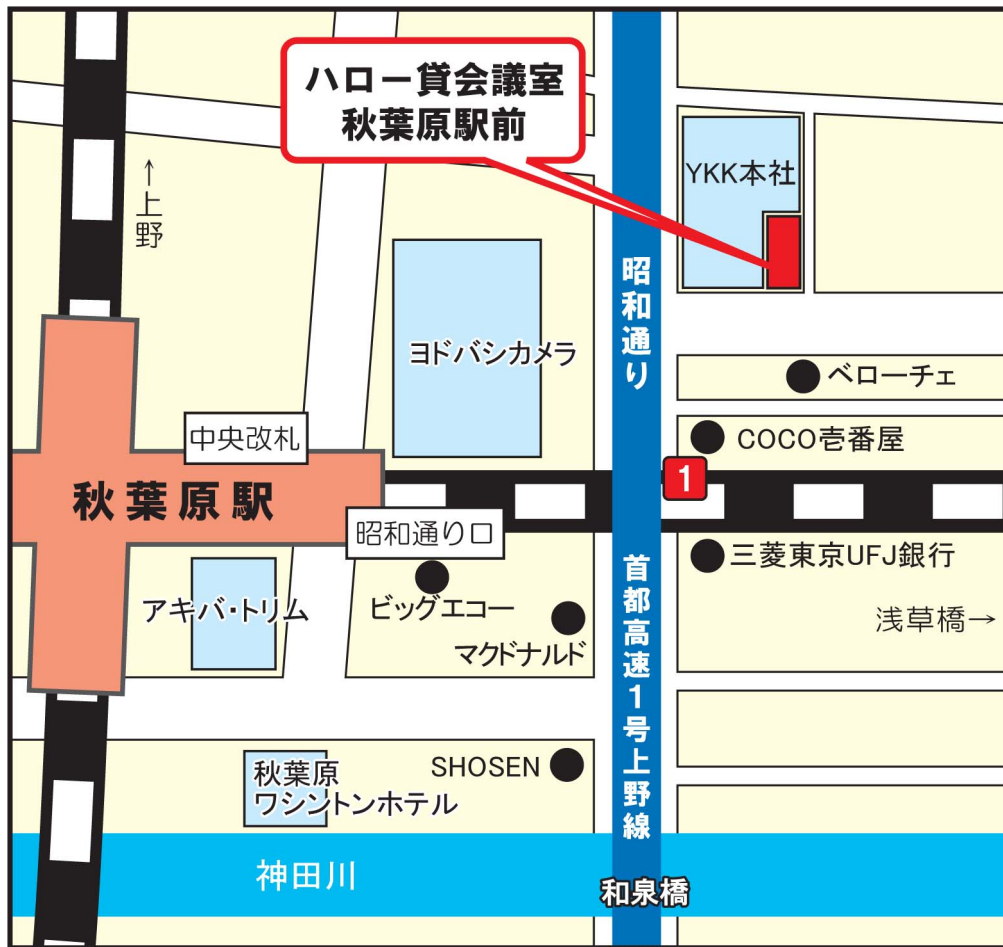 ハロー貸会議室
秋葉原駅前
YKK本社
↑上野
昭和通り
ヨドバシカメラ
ベローチェ
中央改札
COCO壱番屋
1
秋葉原駅
昭和通り口
三菱東京UFJ銀行
首都高速1号上野線
アキバ・トリム
ビッグエコー
浅草橋→
マクドナルド
SHOSEN
秋葉原
ワシントンホテル
神田川
和泉橋